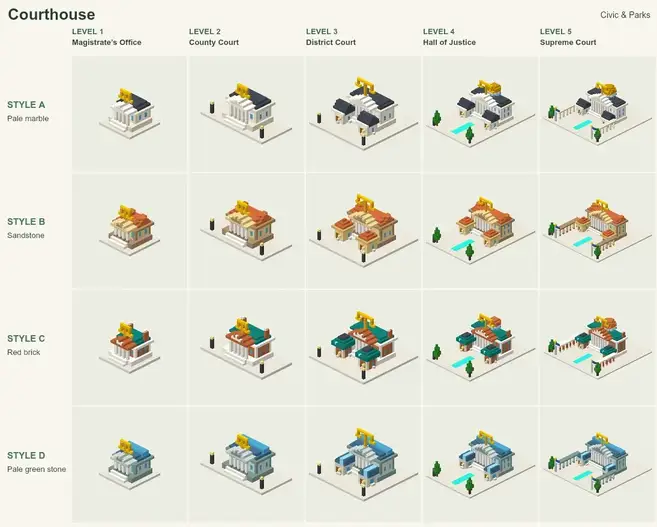 Courthouse
Civic & Parks
LEVEL 1
Magistrate's Office
LEVEL 2
County Court
LEVEL 3
District Court
LEVEL 4
Hall of Justice
LEVEL 5
Supreme Court
STYLE A
Pale marble
STYLE B
Sandstone
STYLE C
Red brick
STYLE D
Pale green stone